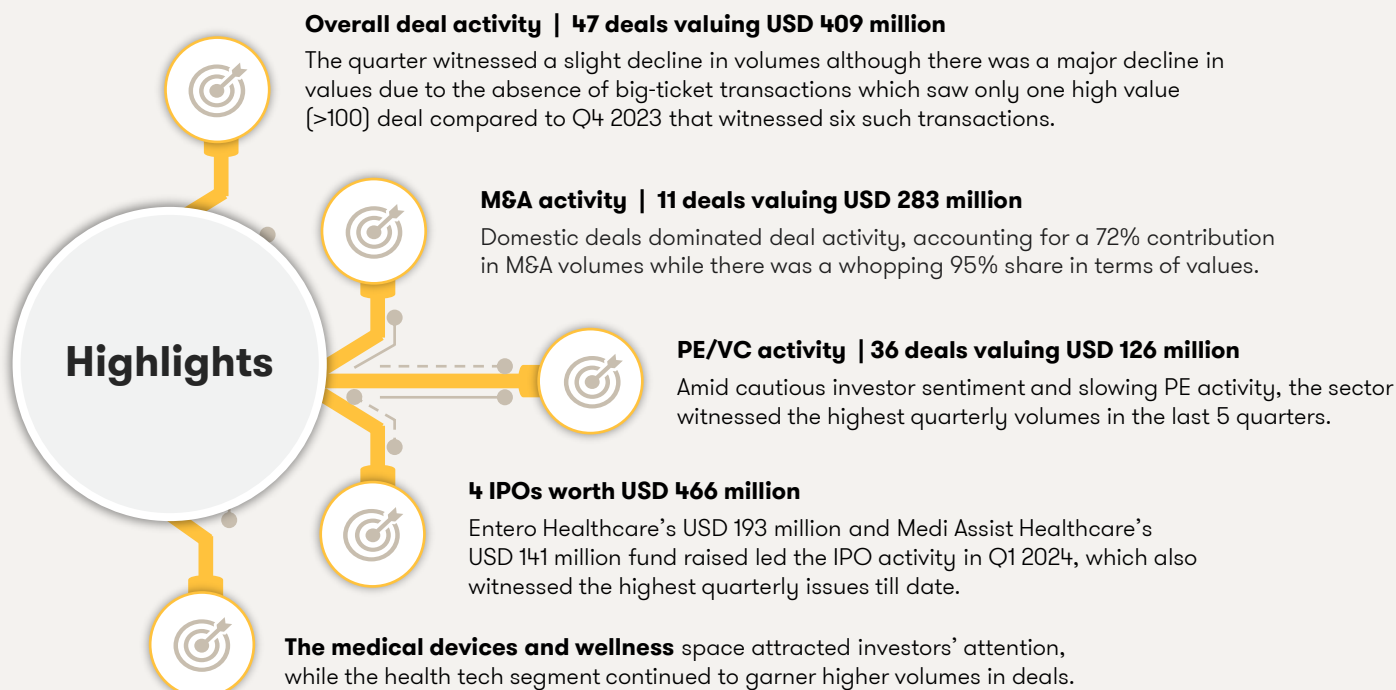 Overall deal activity | 47 deals valuing USD 409 million
The quarter witnessed a slight decline in volumes although there was a major decline in
values due to the absence of big-ticket transactions which saw only one high value
(>100) deal compared to Q4 2023 that witnessed six such transactions.
M&A activity | 11 deals valuing USD 283 million
Domestic deals dominated deal activity, accounting for a 72% contribution
in M&A volumes while there was a whopping 95% share in terms of values.
Highlights
PE/VC activity | 36 deals valuing USD 126 million
Amid cautious investor sentiment and slowing PE activity, the sector
witnessed the highest quarterly volumes in the last 5 quarters.
4 IPOs worth USD 466 million
Entero Healthcare’s USD 193 million and Medi Assist Healthcare’s
USD 141 million fund raised led the IPO activity in Q1 2024, which also
witnessed the highest quarterly issues till date.
The medical devices and wellness space attracted investors’ attention,
while the health tech segment continued to garner higher volumes in deals.